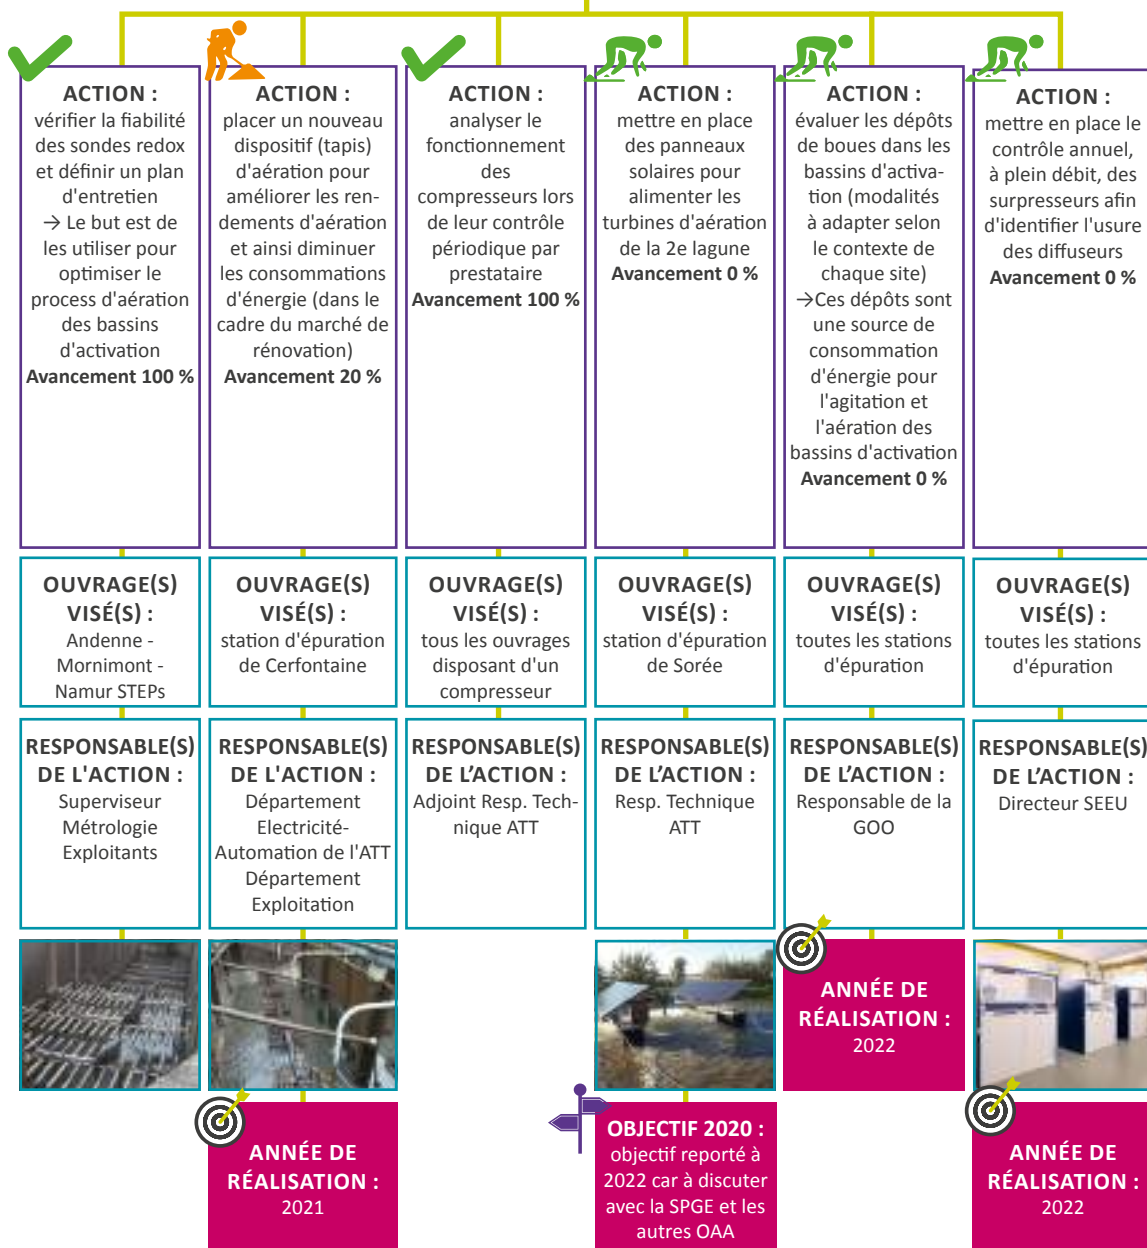 ACTION :
vérifier la fiabilité
des sondes redox
et définir un plan
d'entretien
→ Le but est de
les utiliser pour
optimiser le
process d'aération
des bassins
d'activation
Avancement 100 %
OUVRAGE(S)
VISÉ(S) :
Andenne -
Mornimont -
Namur STEPs
RESPONSABLE(S)
DE L'ACTION :
Superviseur
Métrologie
Exploitants
ACTION :
placer un nouveau
dispositif (tapis)
d'aération pour
améliorer les ren-
dements d'aération
et ainsi diminuer
les consommations
d'énergie (dans le
cadre du marché de
rénovation)
Avancement 20 %
OUVRAGE(S)
VISÉ(S) :
station d'épuration
de Cerfontaine
RESPONSABLE(S)
DE L'ACTION :
Département
Electricité-
Automation de l'ATT
Département
Exploitation
ANNÉE DE
RÉALISATION :
2021
ACTION :
analyser le
fonctionnement
des
compresseurs lors
de leur contrôle
périodique par
prestataire
Avancement 100 %
OUVRAGE(S)
VISÉ(S) :
tous les ouvrages
disposant d'un
compresseur
RESPONSABLE(S)
DE L’ACTION :
Adjoint Resp. Tech-
nique ATT
ACTION :
mettre en place
des panneaux
solaires pour
alimenter les
turbines d'aération
de la 2e lagune
Avancement 0 %
OUVRAGE(S)
VISÉ(S) :
station d'épuration
de Sorée
RESPONSABLE(S)
DE L’ACTION :
Resp. Technique
ATT
OBJECTIF 2020 :
objectif reporté à
2022 car à discuter
avec la SPGE et les
autres OAA
ACTION :
évaluer les dépôts
de boues dans les
bassins d'activa-
tion (modalités
à adapter selon
le contexte de
chaque site)
→Ces dépôts sont
une source de
consommation
d'énergie pour
l'agitation et
l'aération des
bassins d'activation
Avancement 0 %
OUVRAGE(S)
VISÉ(S) :
toutes les stations
d'épuration
RESPONSABLE(S)
DE L’ACTION :
Responsable de la
GOO
ANNÉE DE
RÉALISATION :
2022
ACTION :
mettre en place le
contrôle annuel,
à plein débit, des
surpresseurs afin
d'identifier l'usure
des diffuseurs
Avancement 0 %
OUVRAGE(S)
VISÉ(S) :
toutes les stations
d'épuration
RESPONSABLE(S)
DE L’ACTION :
Directeur SEEU
ANNÉE DE
RÉALISATION :
2022